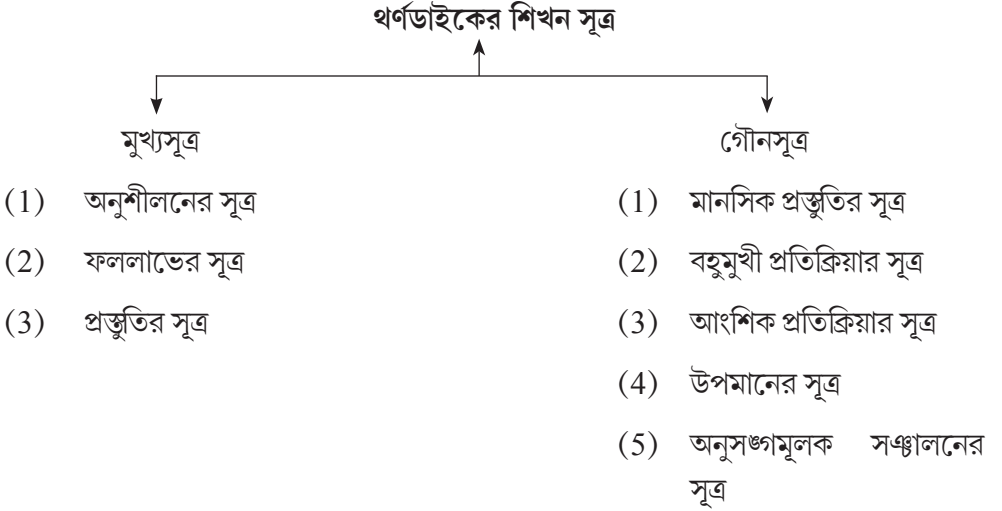 থর্ণডাইকের শিখন সূত্র
মুখ্যসূত্র
(1) অনুশীলনের সূত্র
(2) ফললাভের সূত্র
(3) প্রস্তুতির সূত্র
গৌনসূত্র
(1) মানসিক প্রস্তুতির সূত্র
(2) বহুমুখী প্রতিক্রিয়ার সূত্র
(3) আংশিক প্রতিক্রিয়ার সূত্র
(4) উপমানের সূত্র
(5) অনুসঙ্গমূলক সঞ্চালনের
সূত্র